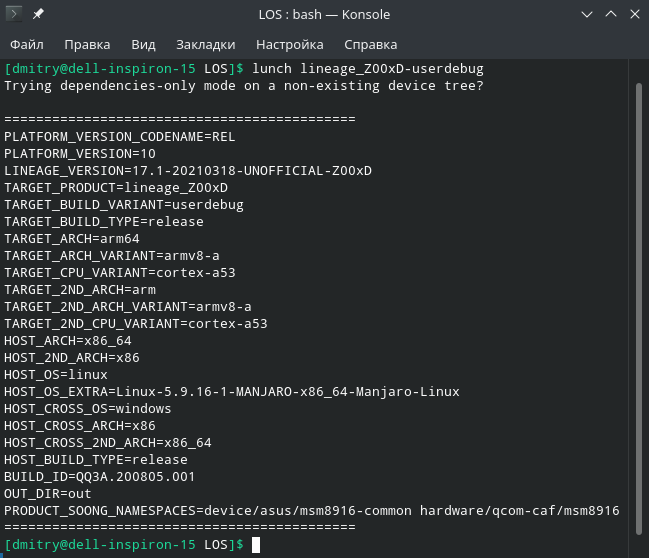 LOS : bash — Konsole
Файл Правка Вид Закладки Настройка Справка
[dmitry@dell-inspiron-15 LOS]$ lunch lineage_Z00xD-userdebug
Trying dependencies-only mode on a non-existing device tree?
============================================
PLATFORM_VERSION_CODENAME=REL
PLATFORM_VERSION=10
LINEAGE_VERSION=17.1-20210318-UNOFFICIAL-Z00xD
TARGET_PRODUCT=lineage_Z00xD
TARGET_BUILD_VARIANT=userdebug
TARGET_BUILD_TYPE=release
TARGET_ARCH=arm64
TARGET_ARCH_VARIANT=armv8-a
TARGET_CPU_VARIANT=cortex-a53
TARGET_2ND_ARCH=arm
TARGET_2ND_ARCH_VARIANT=armv8-a
TARGET_2ND_CPU_VARIANT=cortex-a53
HOST_ARCH=x86_64
HOST_2ND_ARCH=x86
HOST_OS=linux
HOST_OS_EXTRA=Linux-5.9.16-1-MANJARO-x86_64-Manjaro-Linux
HOST_CROSS_OS=windows
HOST_CROSS_ARCH=x86
HOST_CROSS_2ND_ARCH=x86_64
HOST_BUILD_TYPE=release
BUILD_ID=QQ3A.200805.001
OUT_DIR=out
PRODUCT_SOONG_NAMESPACES=device/asus/msm8916-common hardware/qcom-caf/msm8916
============================================
[dmitry@dell-inspiron-15 LOS]$